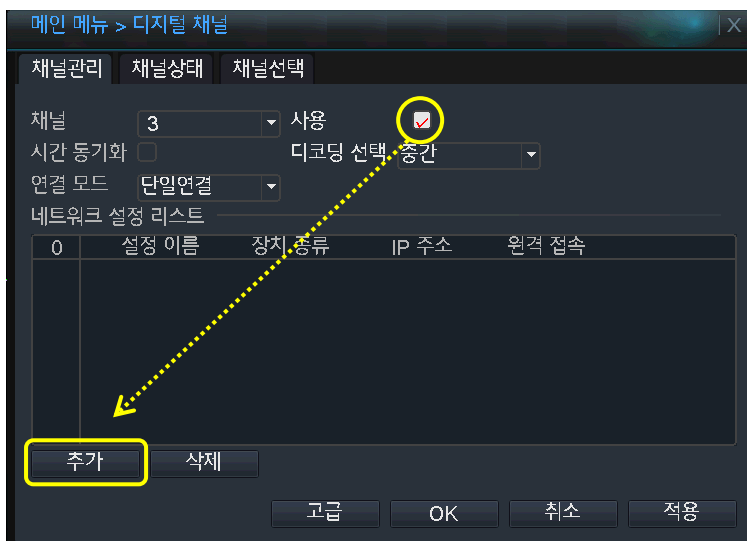 메인 메뉴 > 디지털 채널 X
채널관리 채널상태 채널선택
채널 3 사용
시간 동기화 디코딩 선택 중간
연결 모드 단일연결
네트워크 설정 리스트
0 설정 이름 장치 종류 IP 주소 원격 접속
추가 삭제
고급 OK 취소 적용